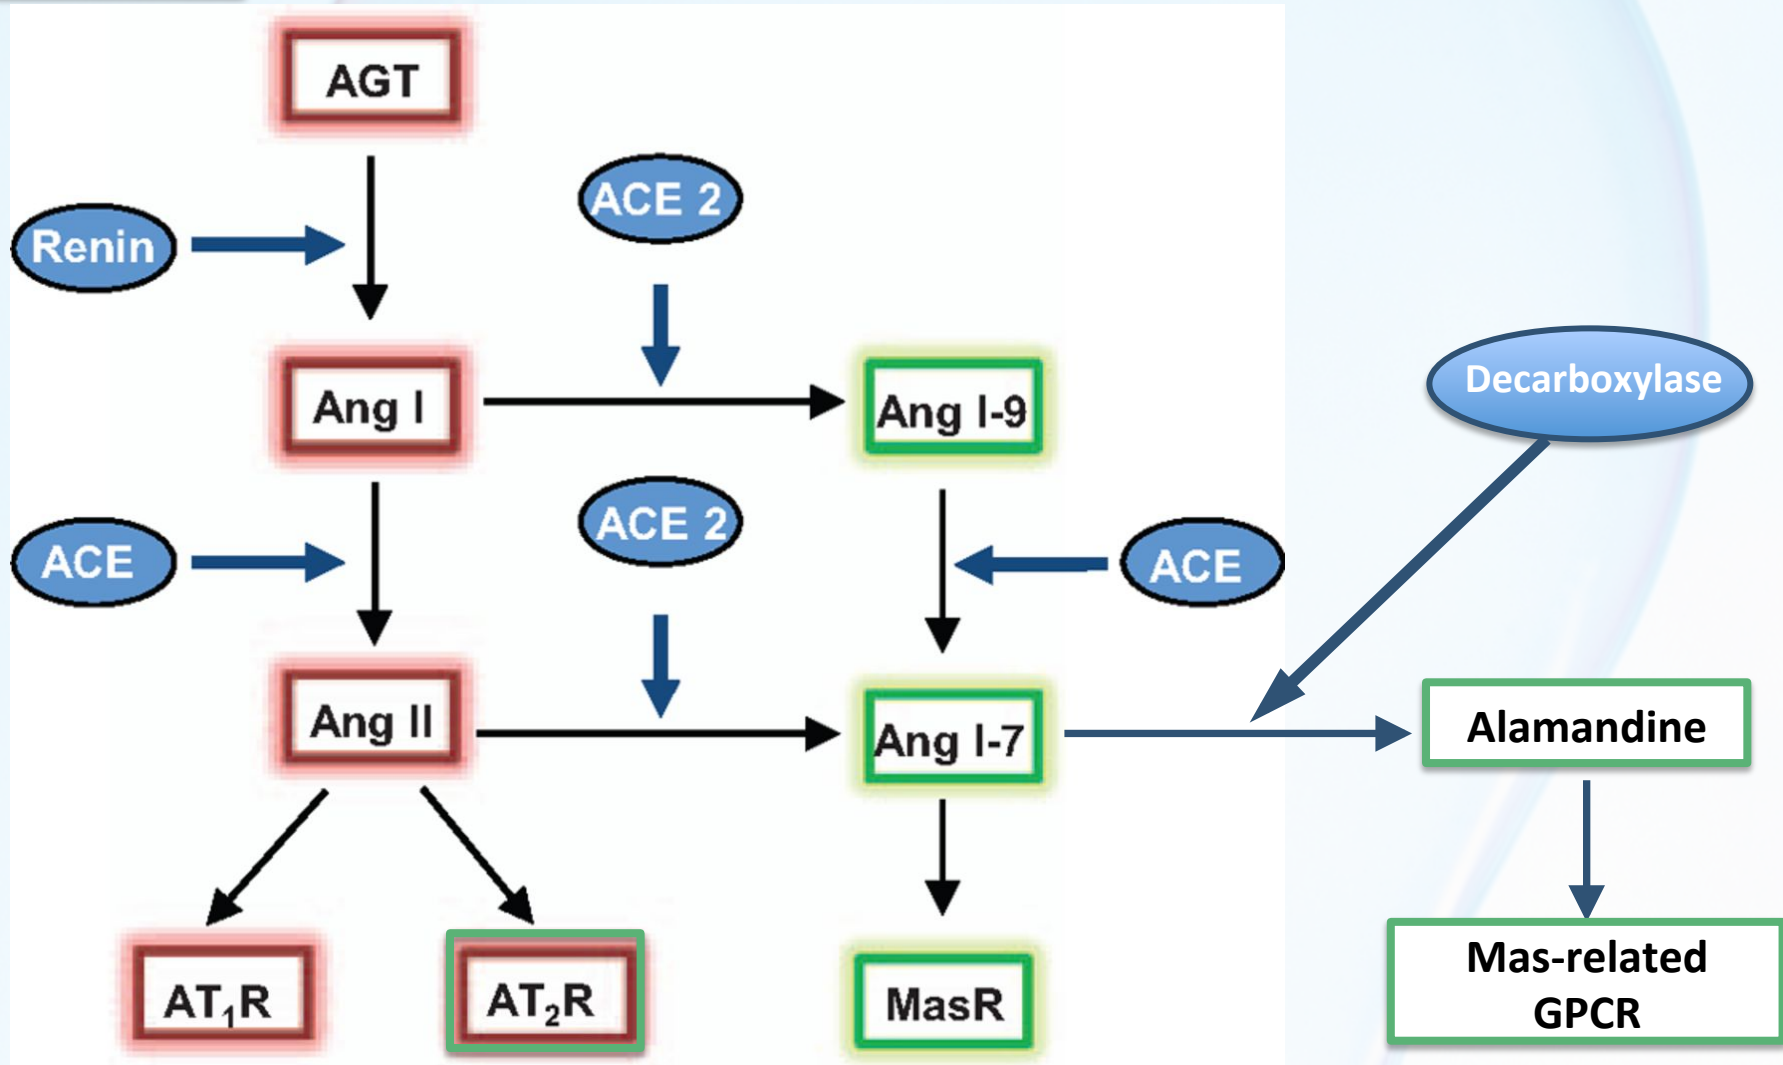 AGT
ACE 2
Renin
Decarboxylase
Ang I
Ang I-9
ACE 2
ACE
ACE
Ang II
Ang I-7
Alamandine
AT₁R
AT₂R
MasR
Mas-related
GPCR